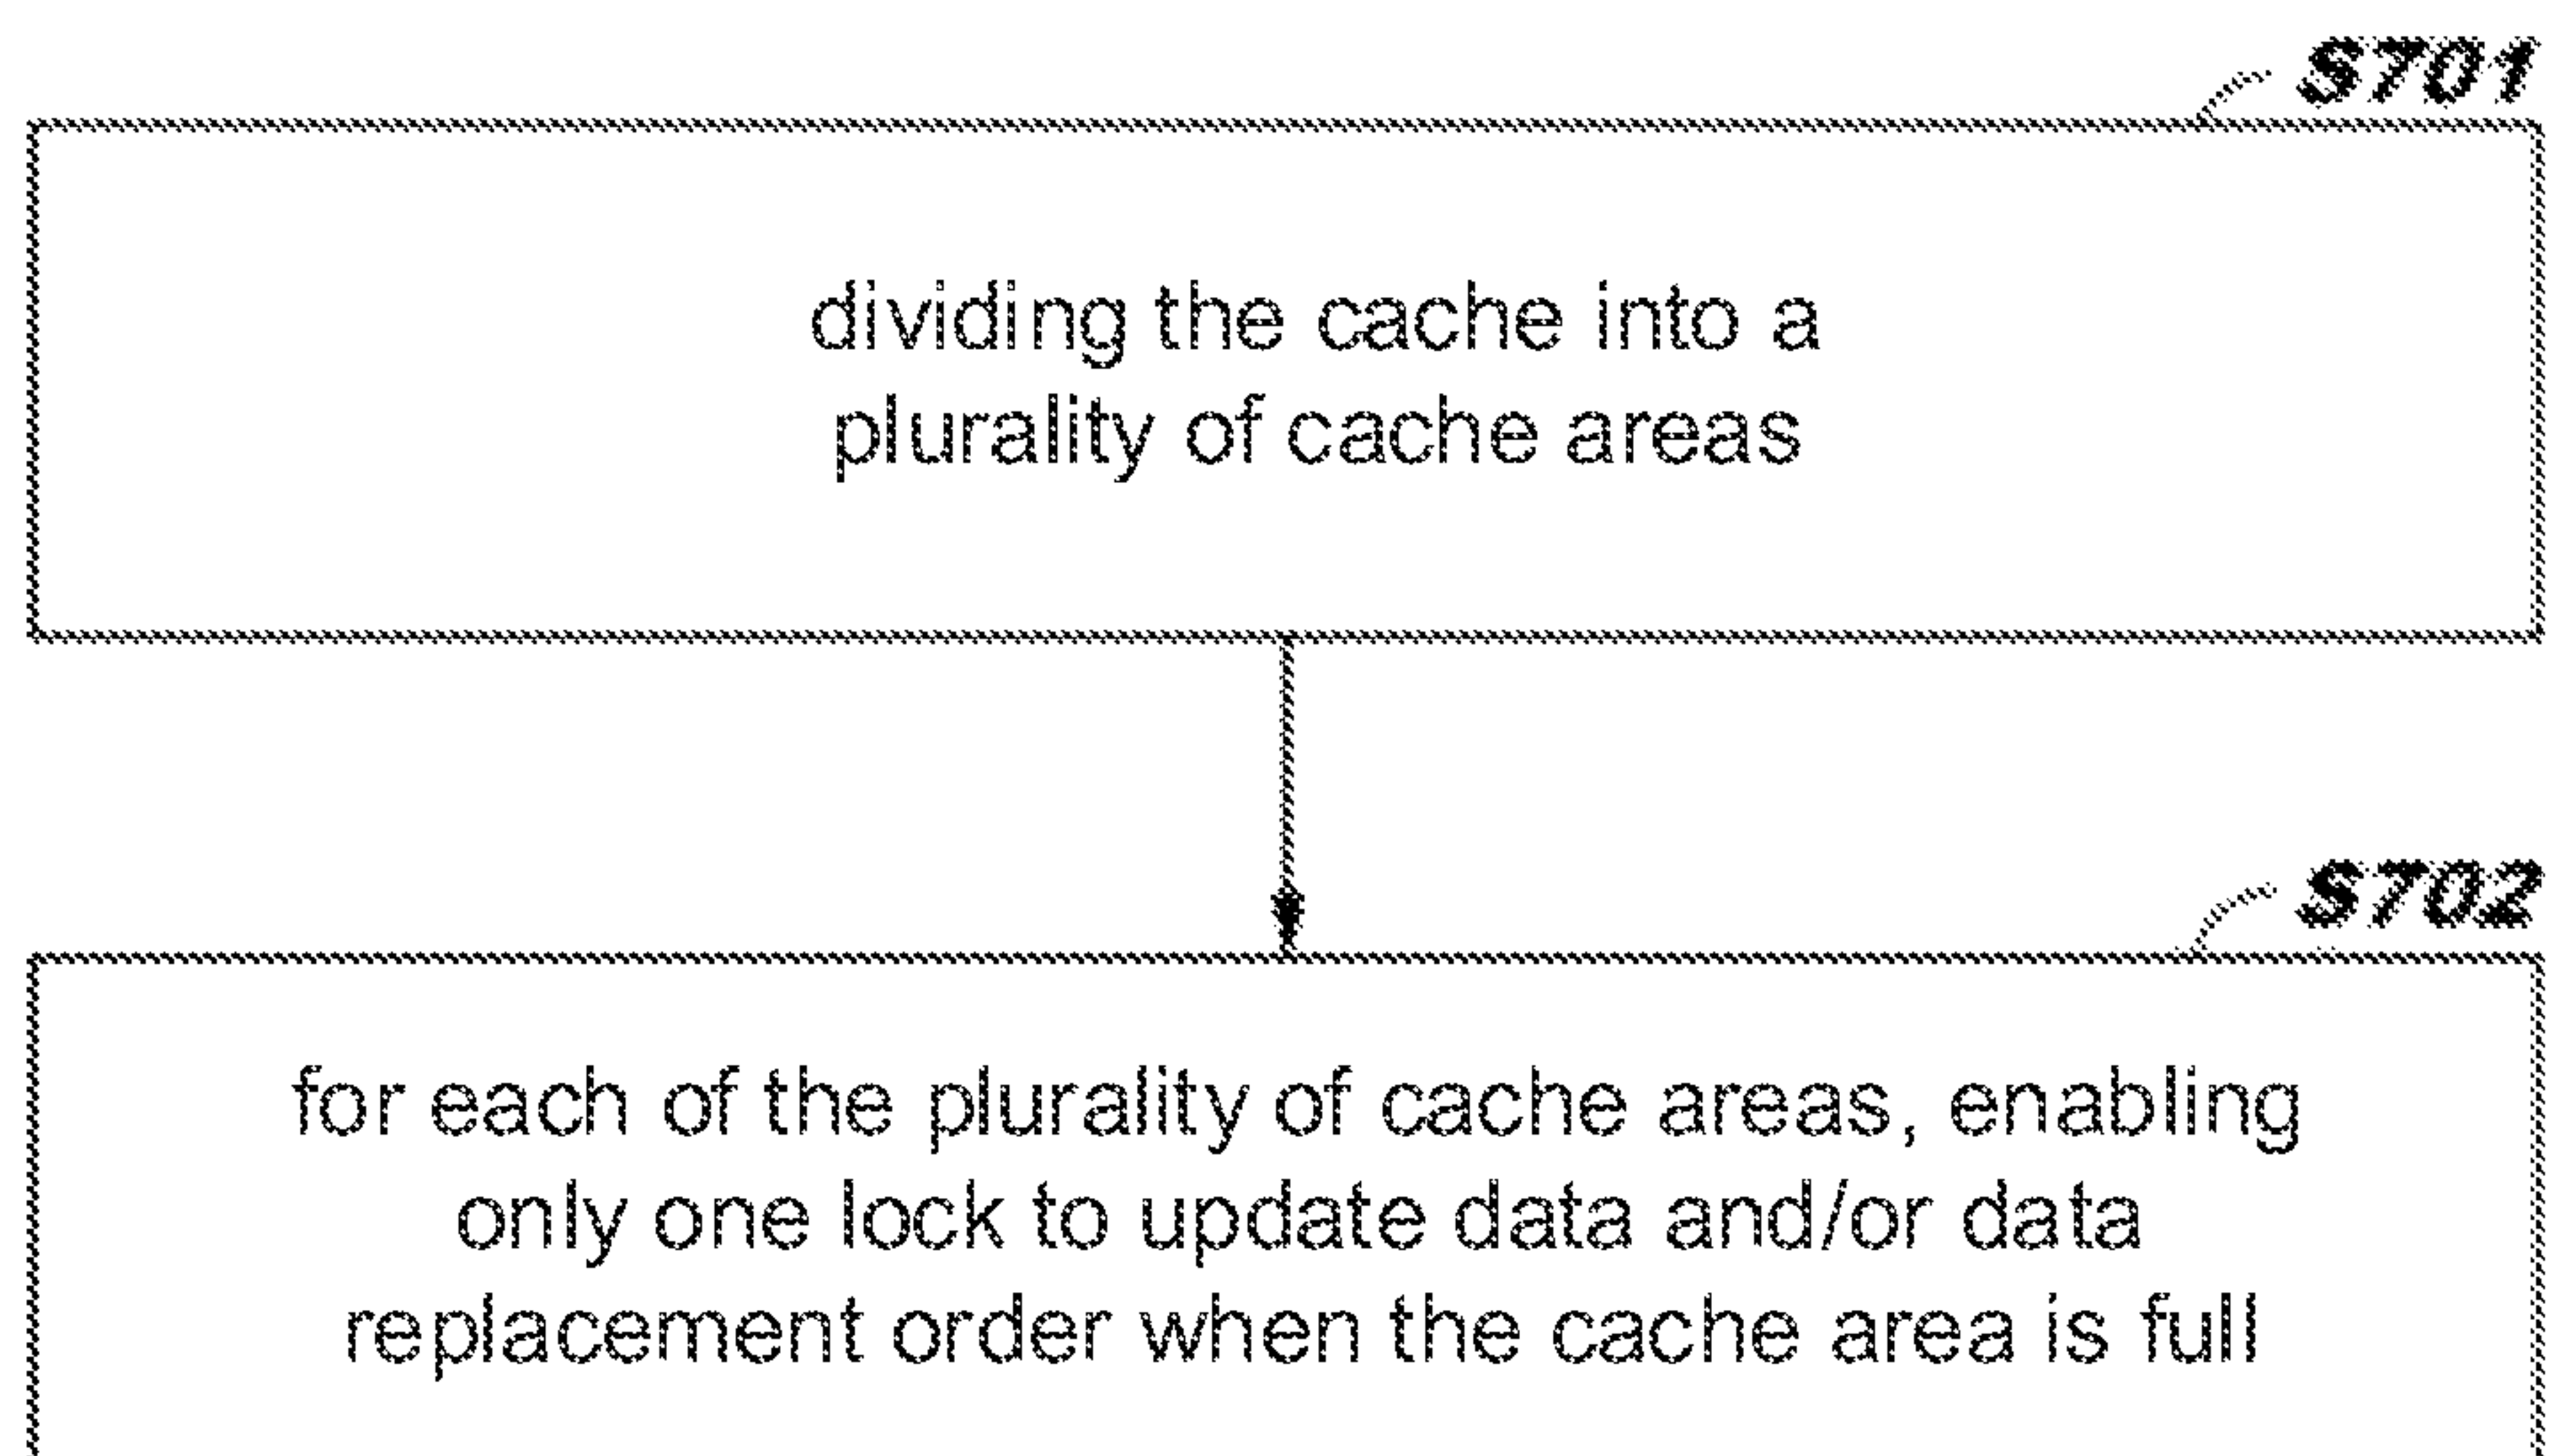 S701
dividing the cache into a
plurality of cache areas
S702
for each of the plurality of cache areas, enabling
only one lock to update data and/or data
replacement order when the cache area is full